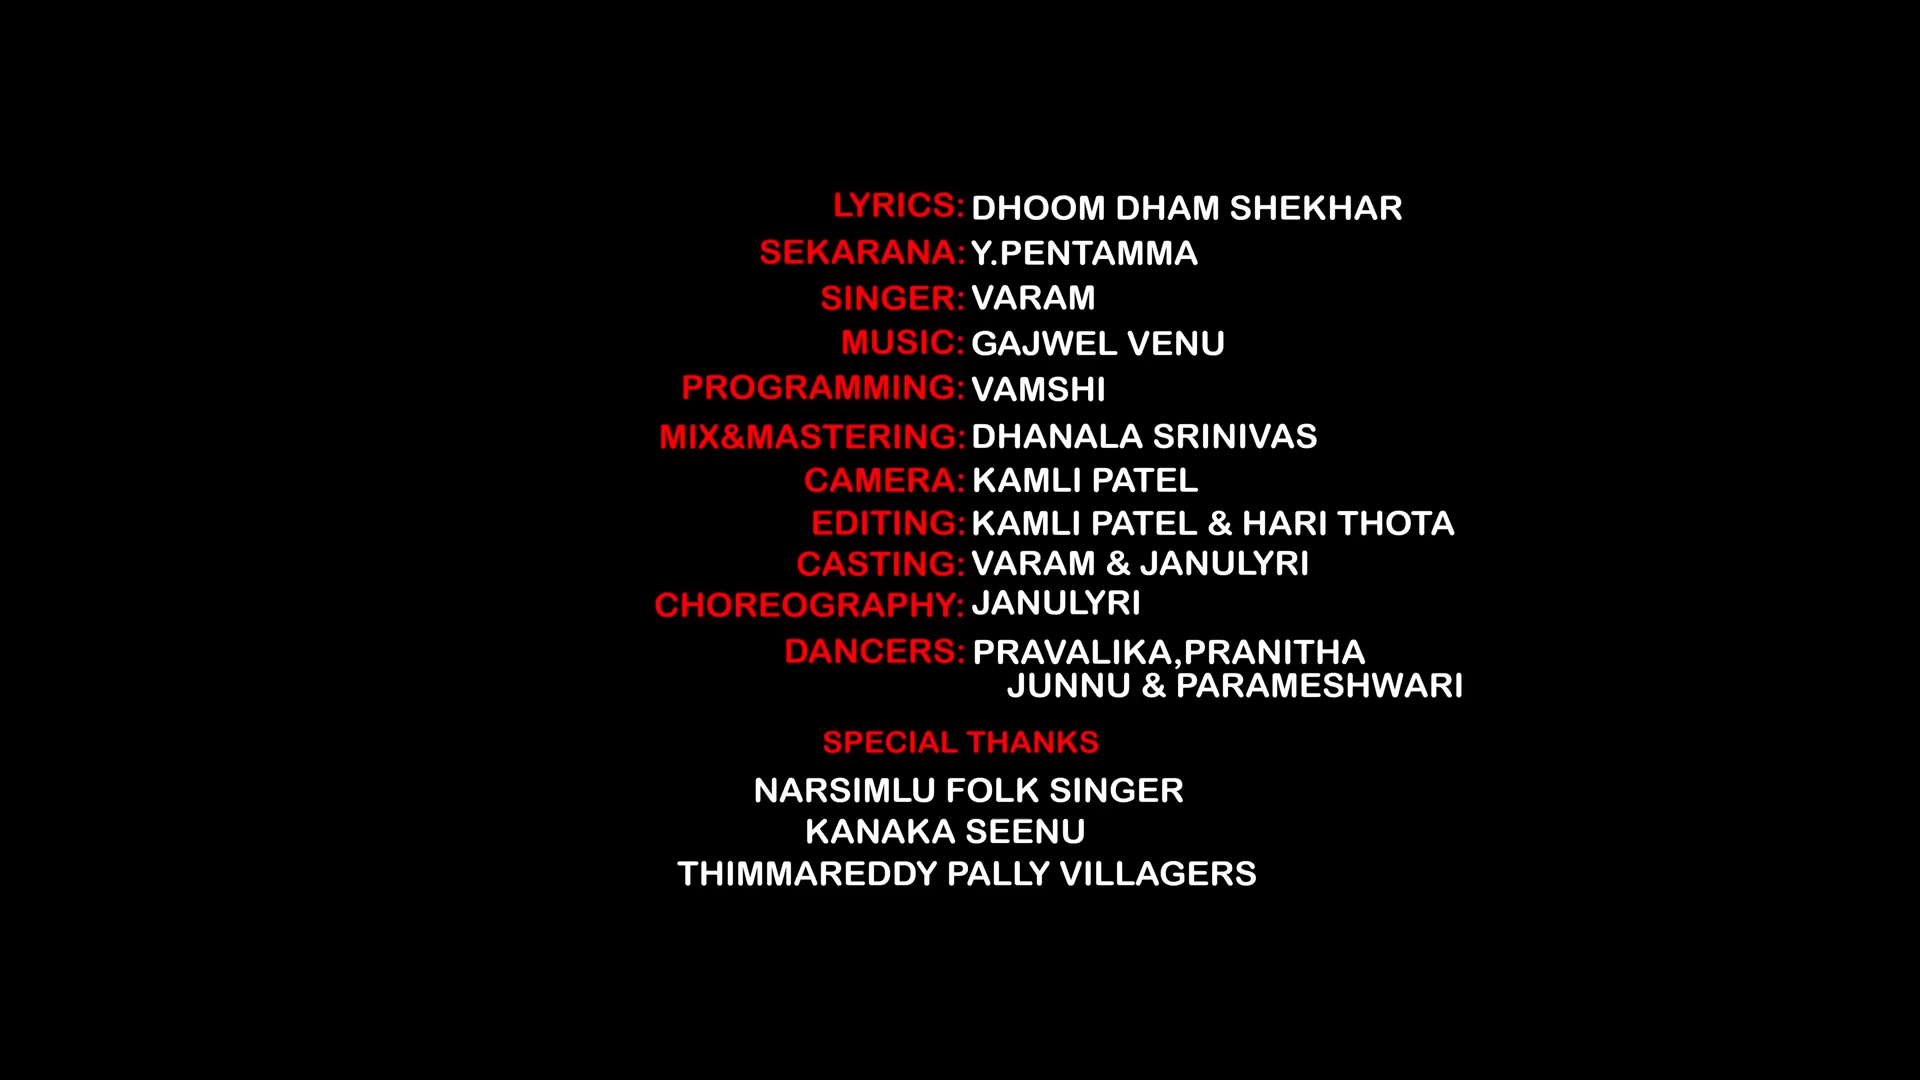 LYRICS: DHOOM DHAM SHEKHAR
SEKARANA: Y.PENTAMMA
SINGER: VARAM
MUSIC: GAJWEL VENU
PROGRAMMING: VAMSHI
MIX&MASTERING: DHANALA SRINIVAS
CAMERA: KAMLI PATEL
EDITING: KAMLI PATEL & HARI THOTA
CASTING: VARAM & JANULYRI
CHOREOGRAPHY: JANULYRI
DANCERS: PRAVALIKA,PRANITHA
JUNNU & PARAMESHWARI
SPECIAL THANKS
NARSIMLU FOLK SINGER
KANAKA SEENU
THIMMAREDDY PALLY VILLAGERS